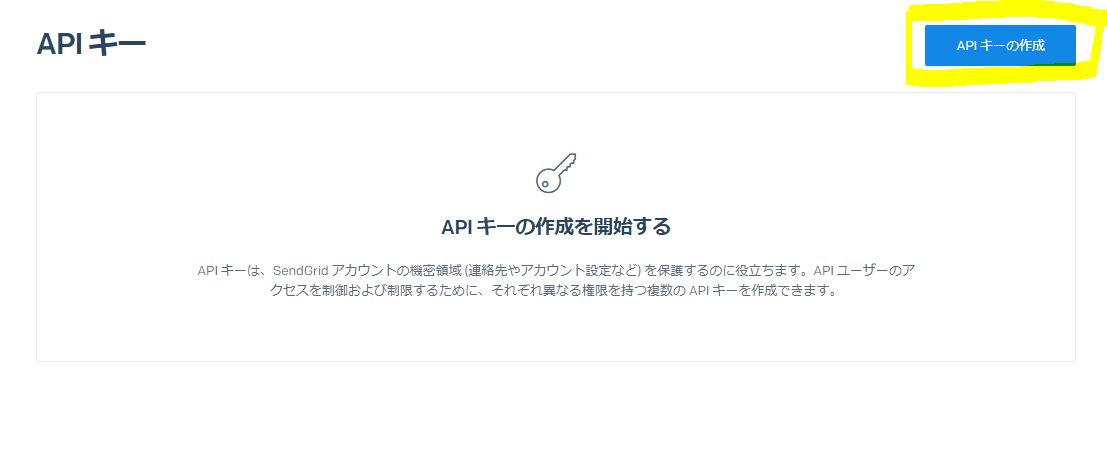 API キー
API キーの作成
API キーの作成を開始する
API キーは、SendGrid アカウントの機密領域 (連絡先やアカウント設定など) を保護するのに役立ちます。API ユーザーのア
クセスを制御および制限するために、それぞれ異なる権限を持つ複数の API キーを作成できます。